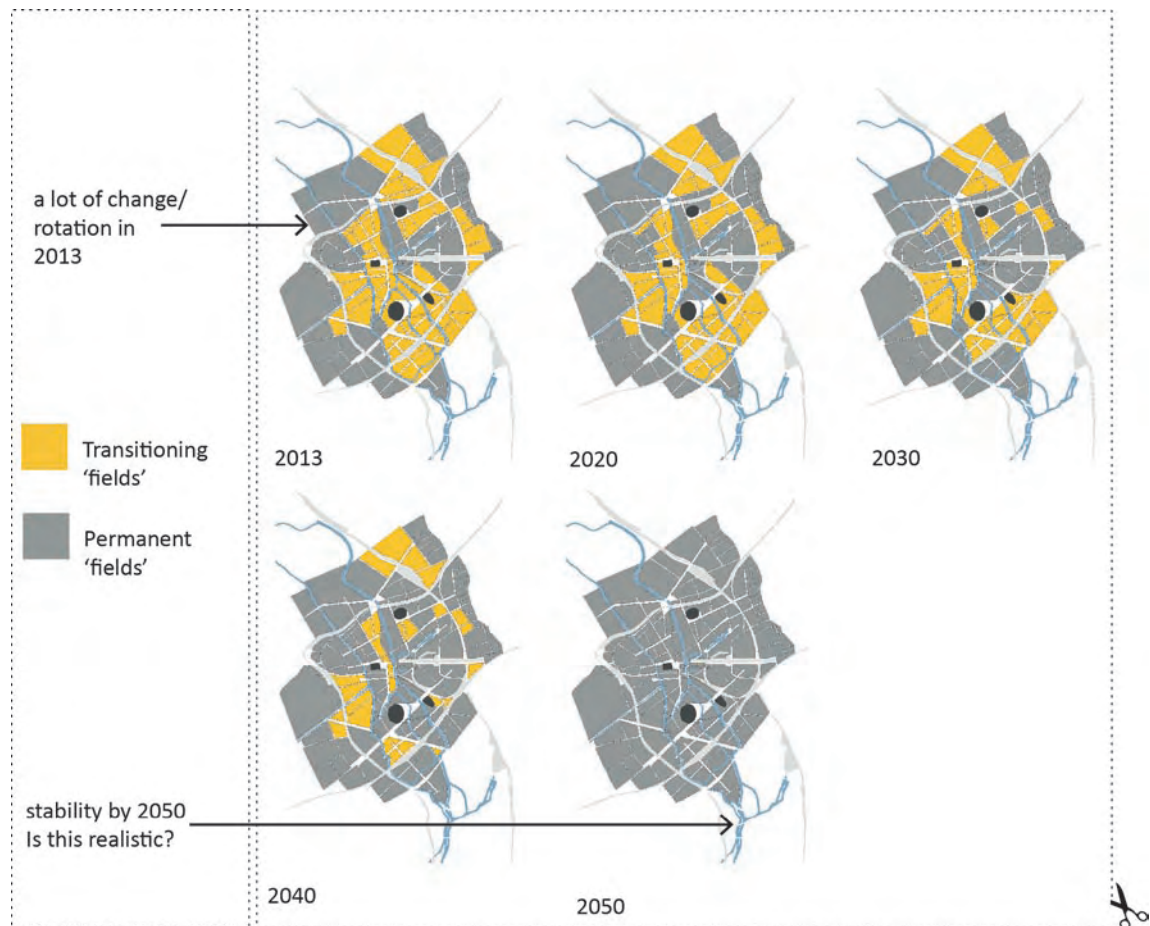 a lot of change/
rotation in
2013
Transitioning
‘fields’
Permanent
‘fields’
2013
2020
2030
stability by 2050
Is this realistic?
2040
2050